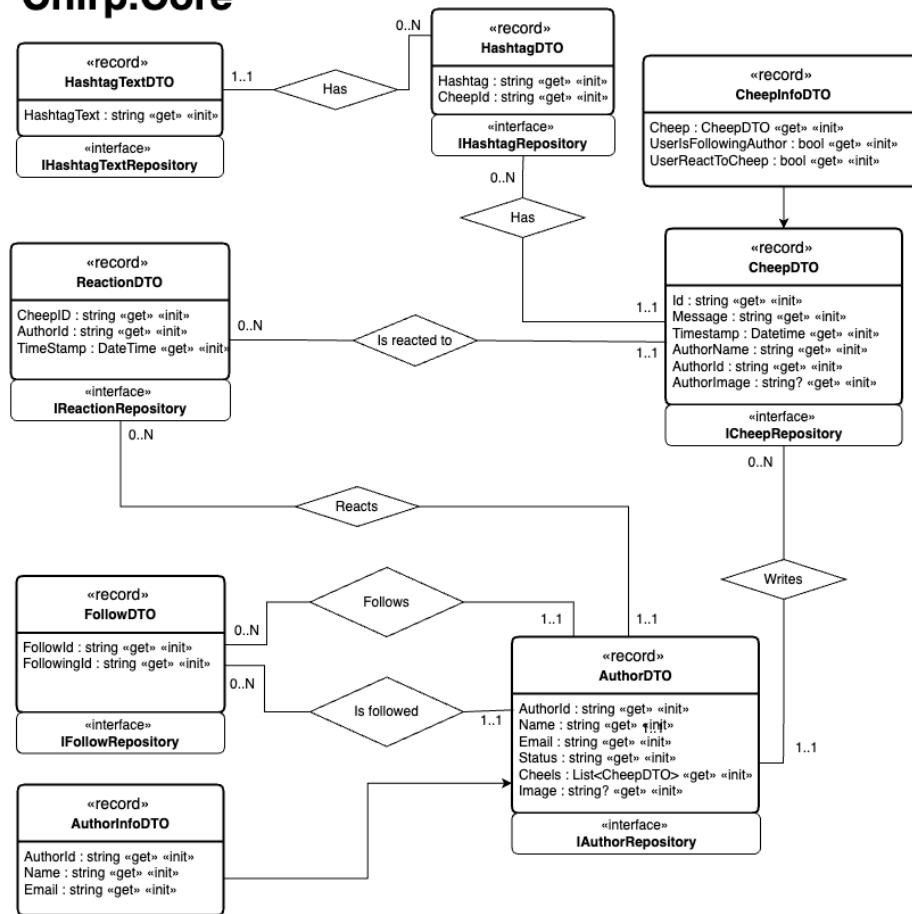 Chirp.Core
«record»
HashtagTextDTO
HashtagText : string «get» «init»
«interface»
IHashtagTextRepository
1..1
Has
0..N
«record»
HashtagDTO
Hashtag : string «get» «init»
CheepId : string «get» «init»
«interface»
IHashtagRepository
0..N
Has
1..1
«record»
CheepInfoDTO
Cheep : CheepDTO «get» «init»
UserIsFollowingAuthor : bool «get» «init»
UserReactToCheep : bool «get» «init»
«record»
CheepDTO
Id : string «get» «init»
Message : string «get» «init»
Timestamp : Datetime «get» «init»
AuthorName : string «get» «init»
AuthorId : string «get» «init»
AuthorImage : string? «get» «init»
«interface»
ICheepRepository
0..N
«record»
ReactionDTO
CheepID : string «get» «init»
AuthorId : string «get» «init»
TimeStamp : DateTime «get» «init»
«interface»
IReactionRepository
0..N
Is reacted to
1..1
0..N
Reacts
1..1
Writes
1..1
«record»
FollowDTO
FollowId : string «get» «init»
FollowingId : string «get» «init»
«interface»
IFollowRepository
0..N
Follows
1..1
0..N
Is followed
1..1
«record»
AuthorDTO
AuthorId : string «get» «init»
Name : string «get» «init»
1..1
Email : string «get» «init»
Status : string «get» «init»
Cheels : List<CheepDTO> «get» «init»
Image : string? «get» «init»
«interface»
IAuthorRepository
«record»
AuthorInfoDTO
AuthorId : string «get» «init»
Name : string «get» «init»
Email : string «get» «init»